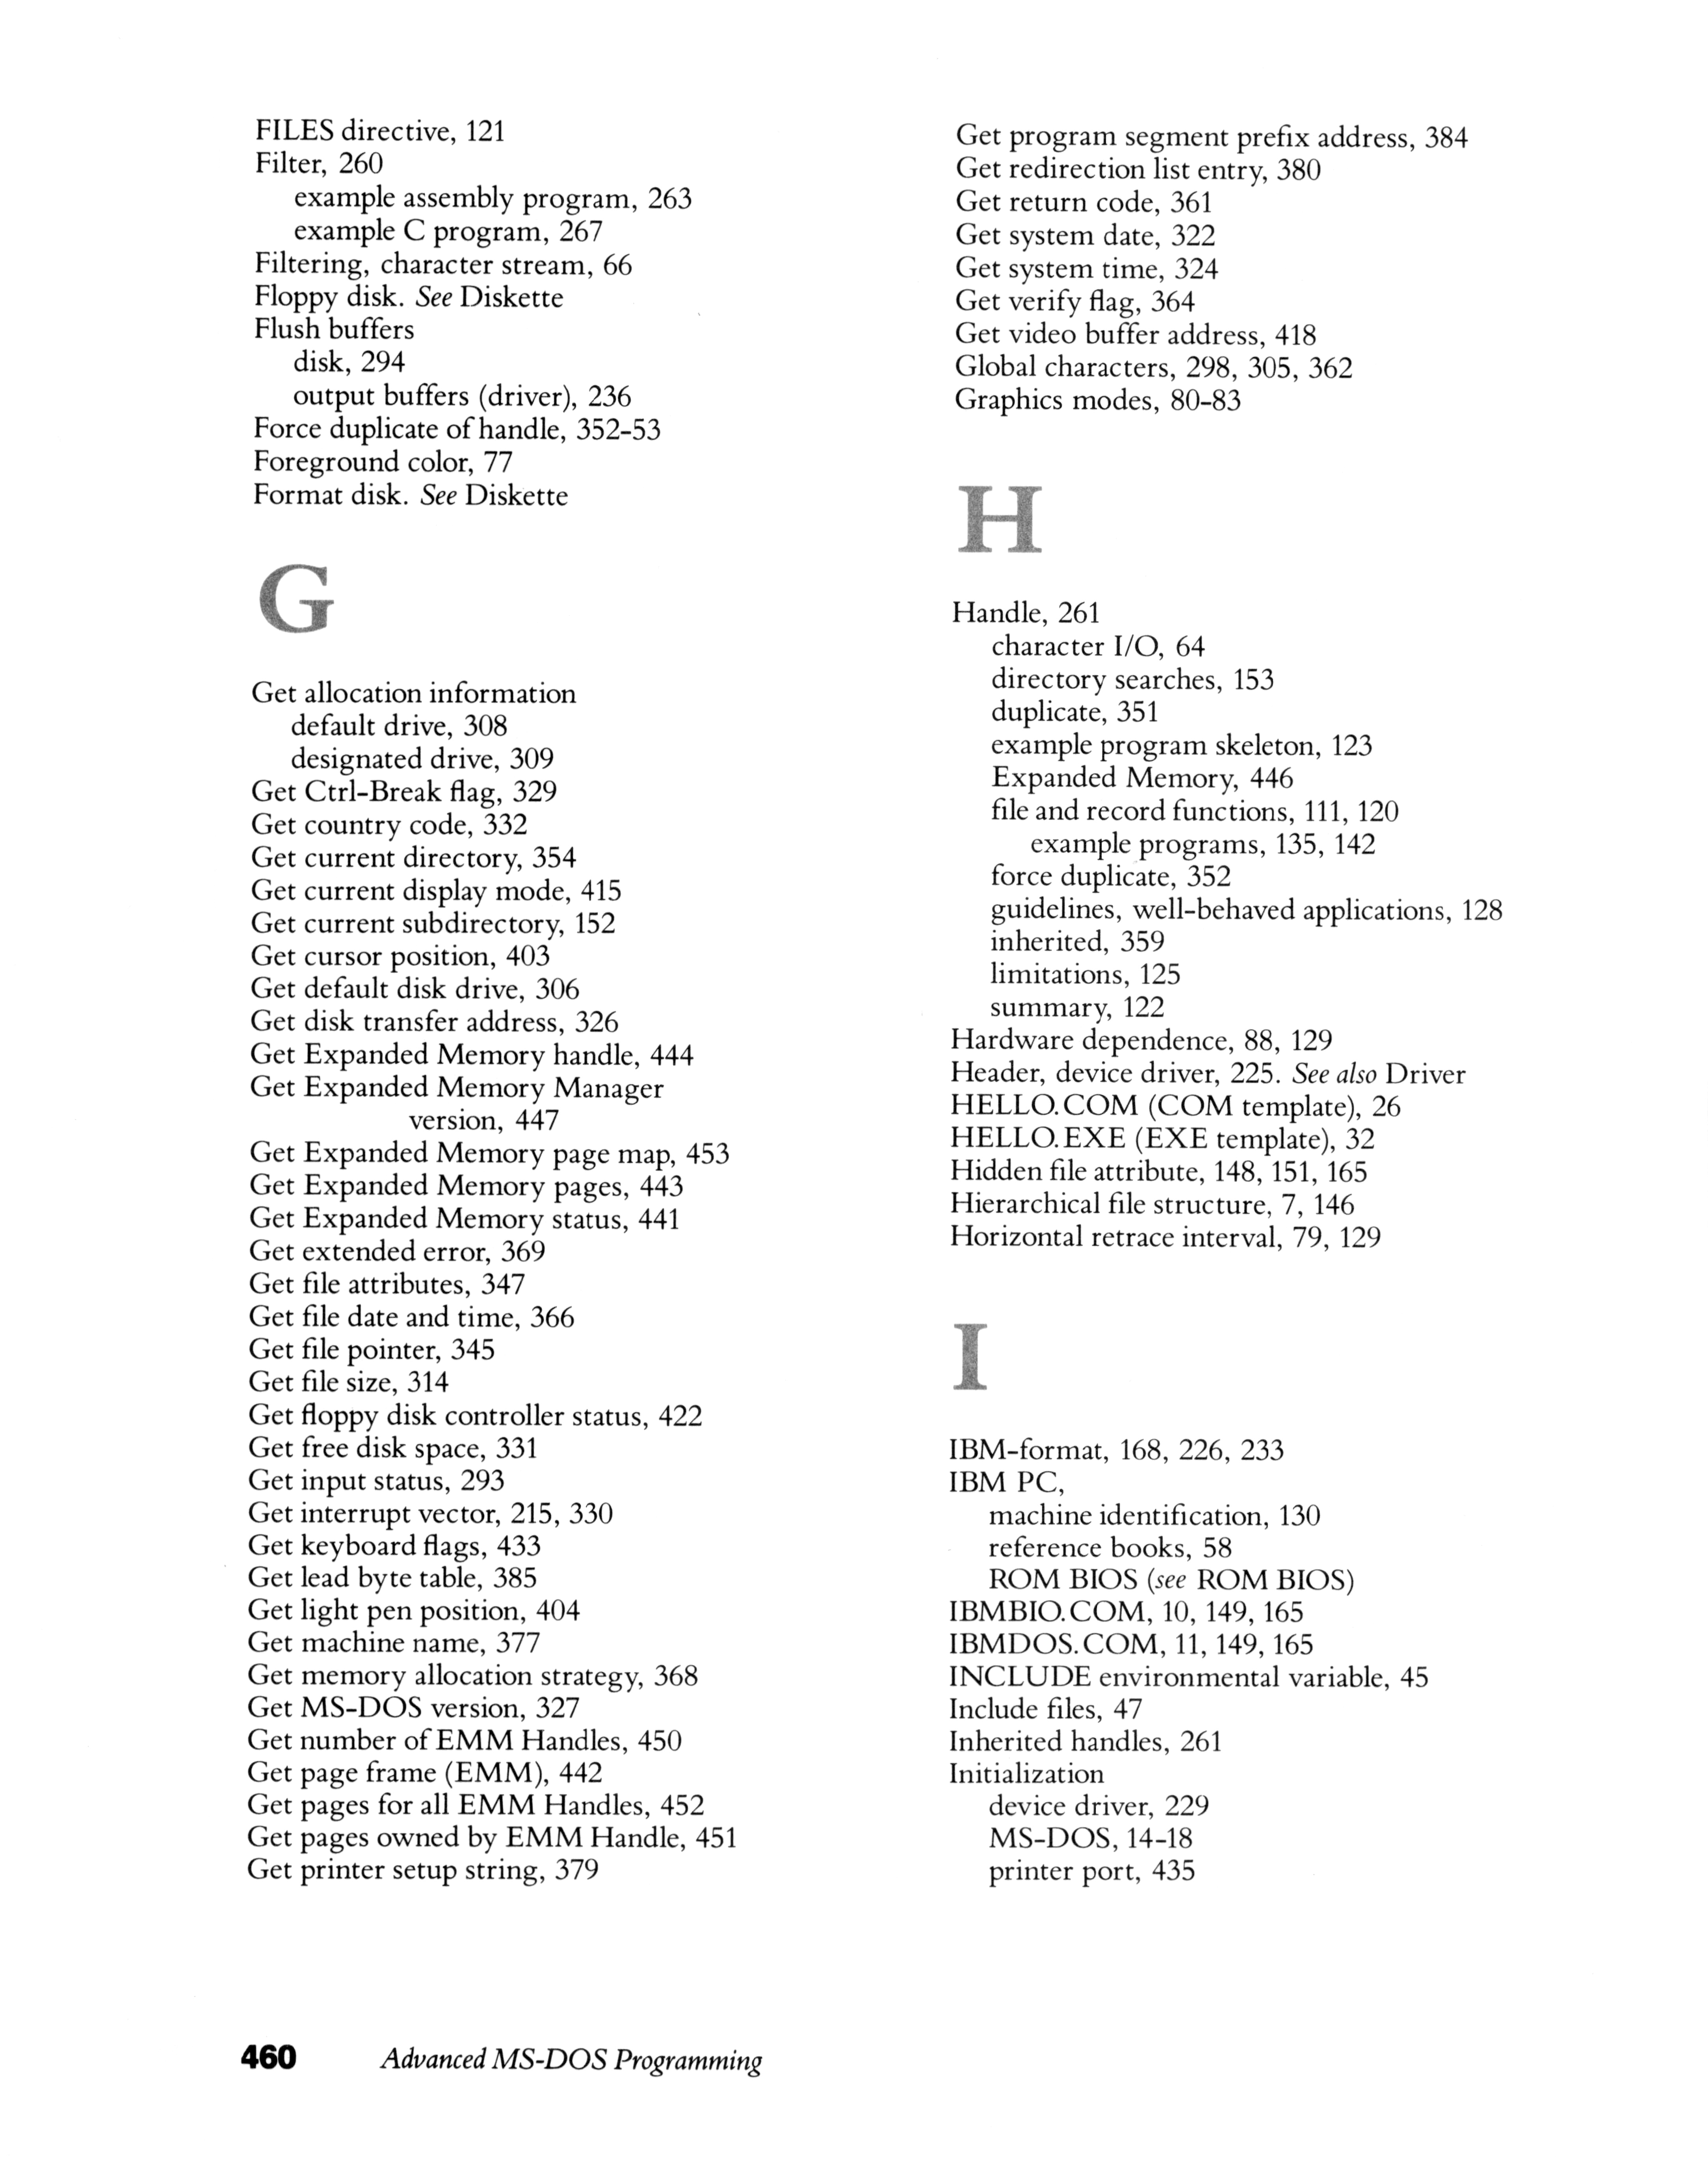 FILES directive, 121
Filter, 260
example assembly program, 263
example C program, 267
Filtering, character stream, 66
Floppy disk. See Diskette
Flush buffers
disk, 294
output buffers (driver), 236
Force duplicate of handle, 352-53
Foreground color, 77
Format disk. See Diskette
G
Get allocation information
default drive, 308
designated drive, 309
Get Ctrl-Break flag, 329
Get country code, 332
Get current directory, 354
Get current display mode, 415
Get current subdirectory, 152
Get cursor position, 403
Get default disk drive, 306
Get disk transfer address, 326
Get Expanded Memory handle, 444
Get Expanded Memory Manager
version, 447
Get Expanded Memory page map, 453
Get Expanded Memory pages, 443
Get Expanded Memory status, 441
Get extended error, 369
Get file attributes, 347
Get file date and time, 366
Get file pointer, 345
Get file size, 314
Get floppy disk controller status, 422
Get free disk space, 331
Get input status, 293
Get interrupt vector, 215, 330
Get keyboard flags, 433
Get lead byte table, 385
Get light pen position, 404
Get machine name, 377
Get memory allocation strategy, 368
Get MS-DOS version, 327
Get number of EMM Handles, 450
Get page frame (EMM), 442
Get pages for all EMM Handles, 452
Get pages owned by EMM Handle, 451
Get printer setup string, 379
Get program segment prefix address, 384
Get redirection list entry, 380
Get return code, 361
Get system date, 322
Get system time, 324
Get verify flag, 364
Get video buffer address, 418
Global characters, 298, 305, 362
Graphics modes, 80-83
H
Handle, 261
character I/O, 64
directory searches, 153
duplicate, 351
example program skeleton, 123
Expanded Memory, 446
file and record functions, 111, 120
example programs, 135, 142
force duplicate, 352
guidelines, well-behaved applications, 128
inherited, 359
limitations, 125
summary, 122
Hardware dependence, 88, 129
Header, device driver, 225. See also Driver
HELLO.COM (COM template), 26
HELLO.EXE (EXE template), 32
Hidden file attribute, 148, 151, 165
Hierarchical file structure, 7, 146
Horizontal retrace interval, 79, 129
I
IBM-format, 168, 226, 233
IBM PC,
machine identification, 130
reference books, 58
ROM BIOS (see ROM BIOS)
IBMBIO.COM, 10, 149, 165
IBMDOS.COM, 11, 149, 165
INCLUDE environmental variable, 45
Include files, 47
Inherited handles, 261
Initialization
device driver, 229
MS-DOS, 14-18
printer port, 435
460 Advanced MS-DOS Programming